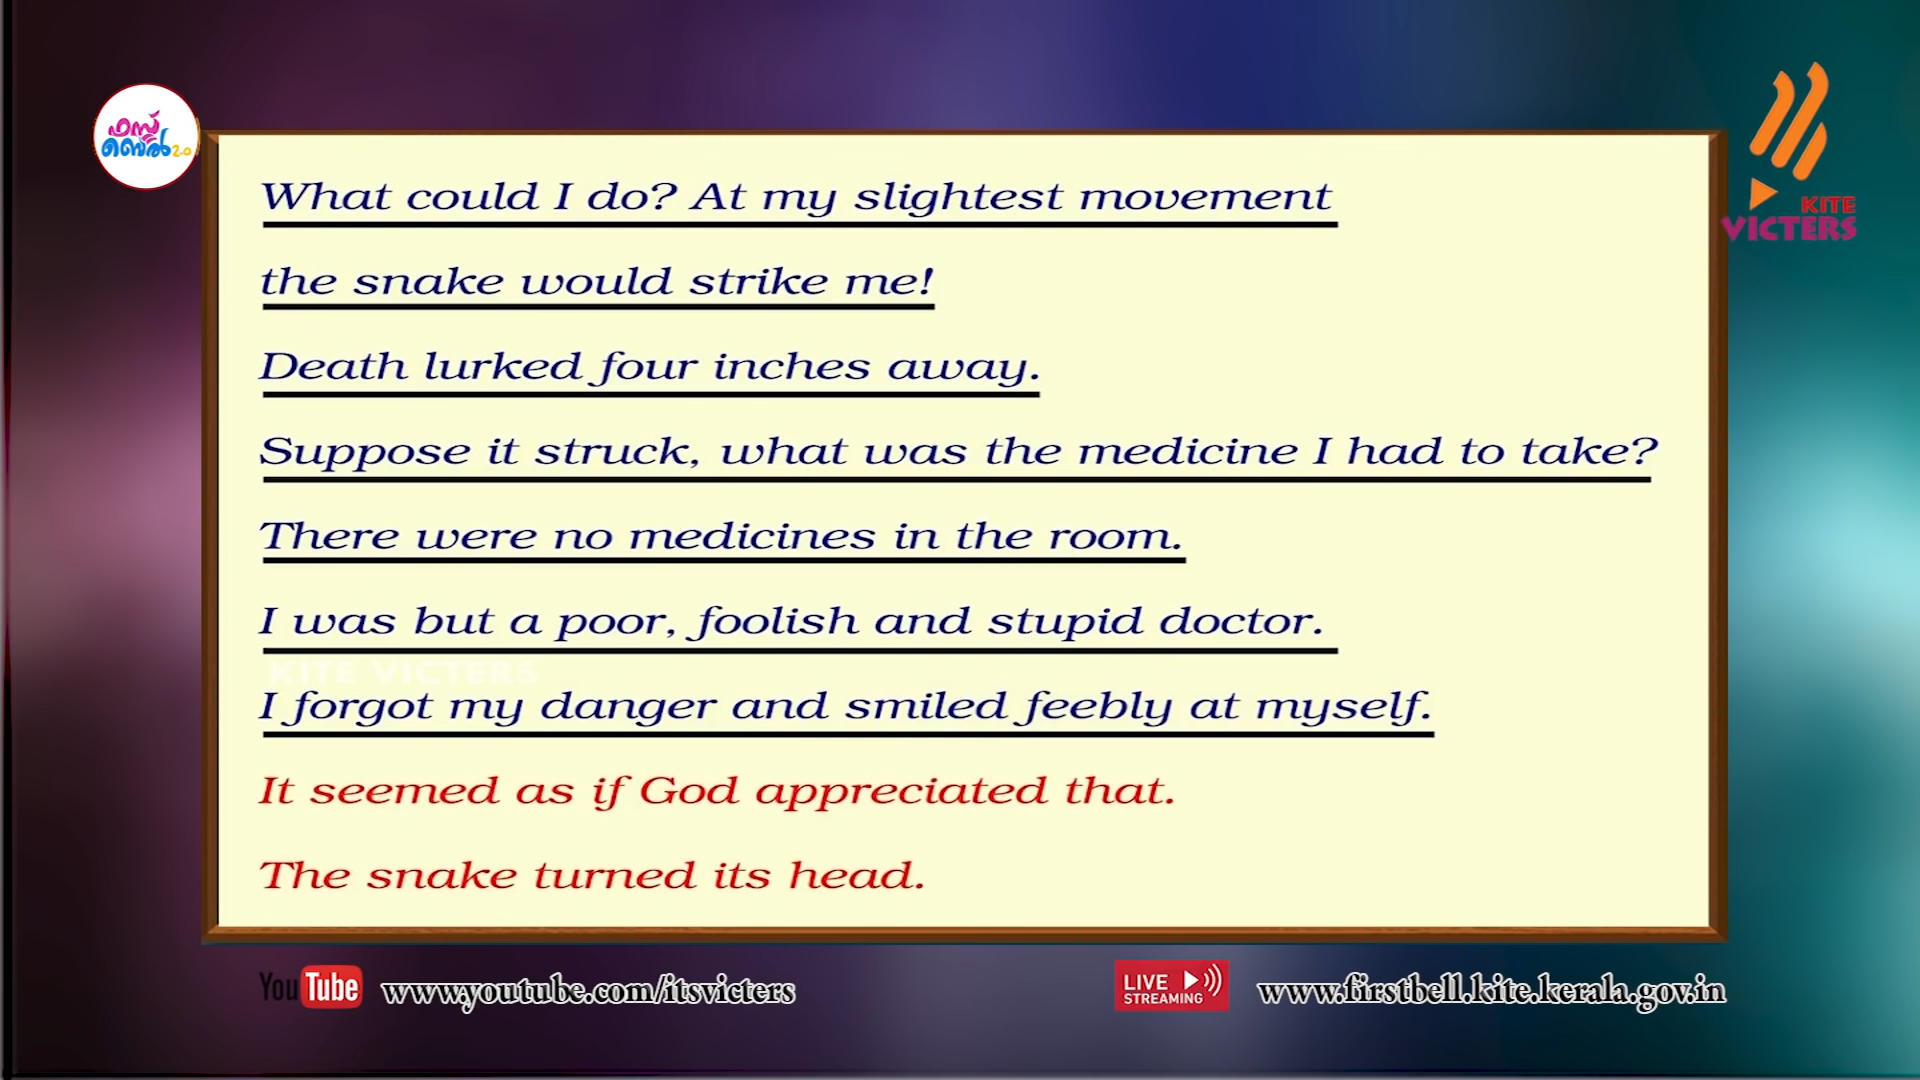 ഫസ്റ്റ്
ബെൽ 2.0
KITE
VICTERS
What could I do? At my slightest movement
the snake would strike me!
Death lurked four inches away.
Suppose it struck, what was the medicine I had to take?
There were no medicines in the room.
I was but a poor, foolish and stupid doctor.
KITE VICTERS
I forgot my danger and smiled feebly at myself.
It seemed as if God appreciated that.
The snake turned its head.
YouTube www.youtube.com/itsvicters
LIVE STREAMING www.firstbell.kite.kerala.gov.in